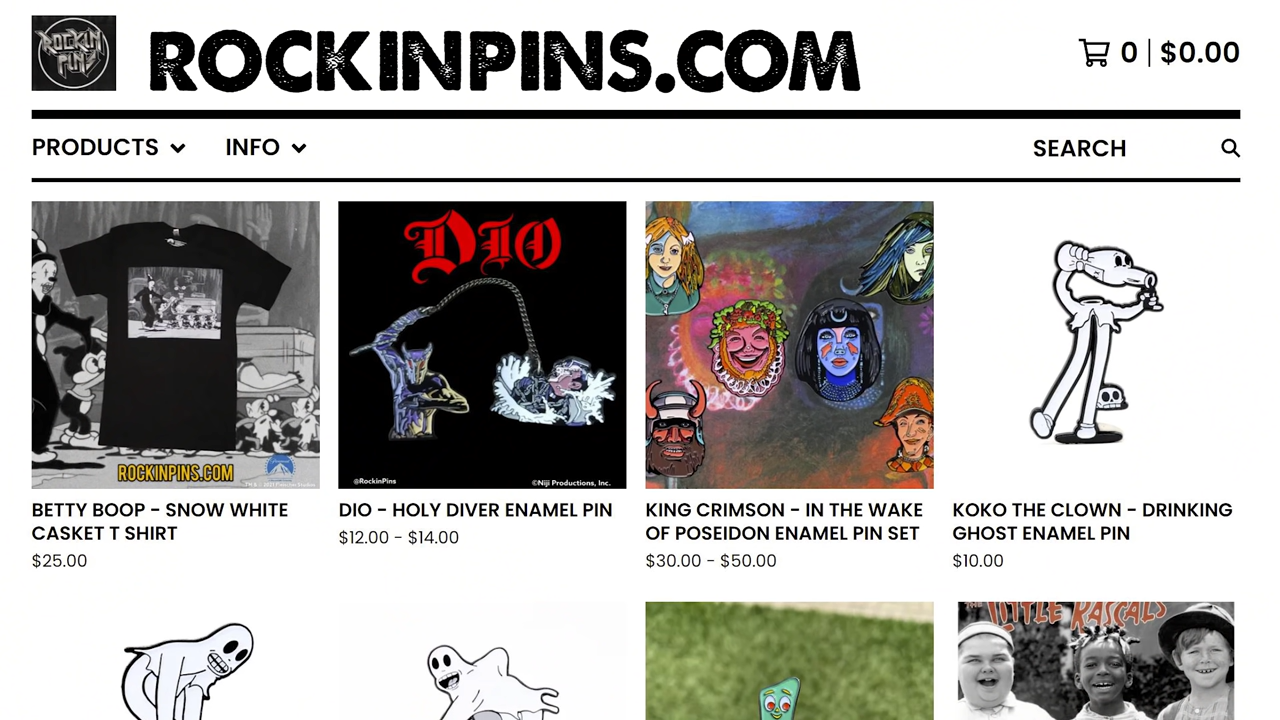 ROCKIN
PINS
ROCKINPINS.COM
0 | $0.00
PRODUCTS
INFO
SEARCH
DIO
ROCKINPINS.COM
@RockinPins
©Niji Productions, Inc.
BETTY BOOP - SNOW WHITE
CASKET T SHIRT
$25.00
DIO - HOLY DIVER ENAMEL PIN
$12.00 - $14.00
KING CRIMSON - IN THE WAKE
OF POSEIDON ENAMEL PIN SET
$30.00 - $50.00
KOKO THE CLOWN - DRINKING
GHOST ENAMEL PIN
$10.00
LITTLE RASCALS